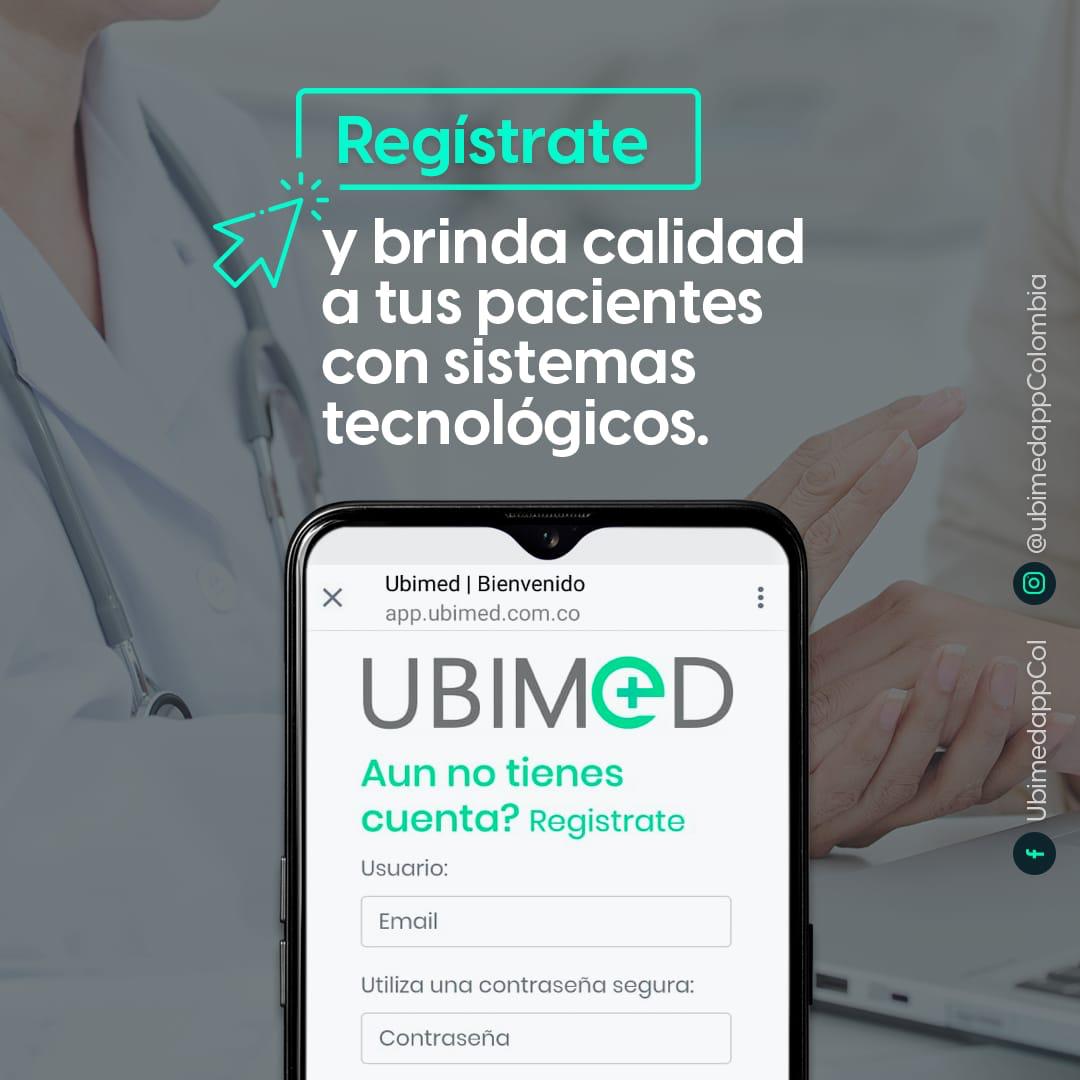 Regístrate
y brinda calidad
a tus pacientes
con sistemas
tecnológicos.
Ubimed | Bienvenido
app.ubimed.com.co
UBIMeD
Aun no tienes
cuenta? Registrate
Usuario:
Email
Utiliza una contraseña segura:
Contraseña
@ubimedappColombia
UbimedappCol